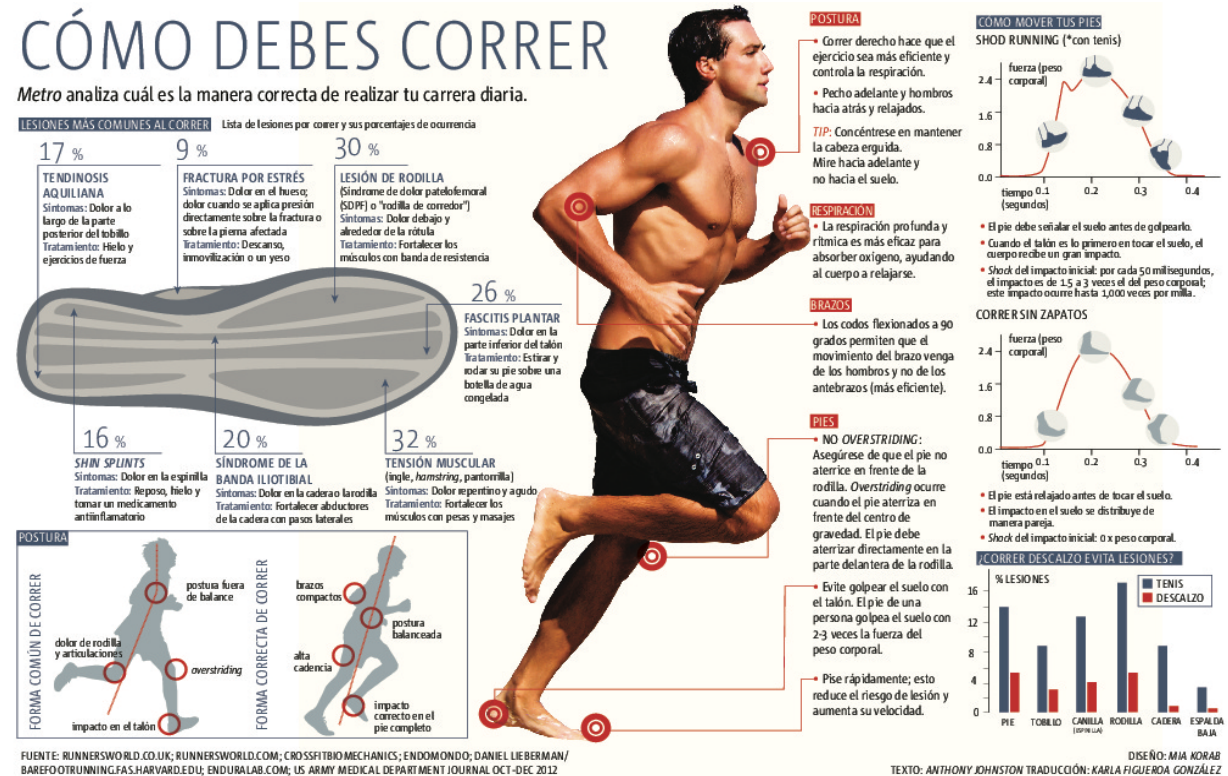 CÓMO DEBES CORRER
Metro analiza cuál es la manera correcta de realizar tu carrera diaria.
LESIONES MÁS COMUNES AL CORRER
Lista de lesiones por correr y sus porcentajes de ocurrencia
17 %
TENDINOSIS
AQUILIANA
Síntomas: Dolor a lo
largo de la parte
posterior del tobillo
Tratamiento: Hielo y
ejercicios de fuerza
9 %
FRACTURA POR ESTRÉS
Síntomas: Dolor en el hueso;
dolor cuando se aplica presión
directamente sobre la fractura o
sobre la pierna afectada
Tratamiento: Descanso,
inmovilización o un yeso
30 %
LESIÓN DE RODILLA
(Síndrome de dolor patelofemoral
(SDPF) o "rodilla de corredor")
Síntomas: Dolor debajo y
alrededor de la rótula
Tratamiento: Fortalecer los
músculos con banda de resistencia
26 %
FASCITIS PLANTAR
Síntomas: Dolor en la
parte inferior del talón
Tratamiento: Estirar y
rodar su pie sobre una
botella de agua
congelada
16 %
SHIN SPLINTS
Síntomas: Dolor en la espinilla
Tratamiento: Reposo, hielo y
tomar un medicamento
antiinflamatorio
20 %
SÍNDROME DE LA
BANDA ILIOTIBIAL
Síntomas: Dolor en la cadera o la rodilla
Tratamiento: Fortalecer abductores
de la cadera con pasos laterales
32 %
TENSIÓN MUSCULAR
(ingle, hamstring, pantorrilla)
Síntomas: Dolor repentino y agudo
Tratamiento: Fortalecer los
músculos con pesas y masajes
POSTURA
FORMA COMÚN DE CORRER
postura fuera
de balance
dolor de rodilla
y articulaciones
overstriding
impacto en el talón
FORMA CORRECTA DE CORRER
brazos
compactos
postura
balanceada
alta
cadencia
impacto
correcto en el
pie completo
POSTURA
• Correr derecho hace que el
ejercicio sea más eficiente y
controla la respiración.
• Pecho adelante y hombros
hacia atrás y relajados.
TIP: Concéntrese en mantener
la cabeza erguida.
Mire hacia adelante y
no hacia el suelo.
RESPIRACIÓN
• La respiración profunda y
rítmica es más eficaz para
absorber oxigeno, ayudando
al cuerpo a relajarse.
BRAZOS
• Los codos flexionados a 90
grados permiten que el
movimiento del brazo venga
de los hombros y no de los
antebrazos (más eficiente).
PIES
• NO OVERSTRIDING:
Asegúrese de que el pie no
aterrice en frente de la
rodilla. Overstriding ocurre
cuando el pie aterriza en
frente del centro de
gravedad. El pie debe
aterrizar directamente en la
parte delantera de la rodilla.
• Evite golpear el suelo con
el talón. El pie de una
persona golpea el suelo con
2-3 veces la fuerza del
peso corporal.
• Pise rápidamente; esto
reduce el riesgo de lesión y
aumenta su velocidad.
CÓMO MOVER TUS PIES
SHOD RUNNING (*con tenis)
fuerza (peso
corporal)
2.4
1.6
0.8
0.0
tiempo
(segundos)
0.1 0.2 0.3 0.4
• El pie debe señalar el suelo antes de golpearlo.
• Cuando el talón es lo primero en tocar el suelo, el
cuerpo recibe un gran impacto.
• Shock del impacto inicial: por cada 50 milisegundos,
el impacto es de 1.5 a 3 veces el del peso corporal;
este impacto ocurre hasta 1,000 veces por milla.
CORRER SIN ZAPATOS
fuerza (peso
corporal)
2.4
1.6
0.8
0.0
tiempo
(segundos)
0.1 0.2 0.3 0.4
• El pie está relajado antes de tocar el suelo.
• El impacto en el suelo se distribuye de
manera pareja.
• Shock del impacto inicial: 0 x peso corporal.
¿CORRER DESCALZO EVITA LESIONES?
% LESIONES
TENIS
DESCALZO
16
12
8
4
0
PIE TOBILLO CANILLA RODILLA CADERA ESPALDA
(ESPINILLA) BAJA
FUENTE: RUNNERSWORLD.CO.UK; RUNNERSWORLD.COM; CROSSFITBIOMECHANICS; ENDOMONDO; DANIEL LIEBERMAN/
BAREFOOTRUNNING.FAS.HARVARD.EDU; ENDURALAB.COM; US ARMY MEDICAL DEPARTMENT JOURNAL OCT-DEC 2012
DISEÑO: MIA KORAB
TEXTO: ANTHONY JOHNSTON TRADUCCIÓN: KARLA FIGUEROA GONZÁLEZ